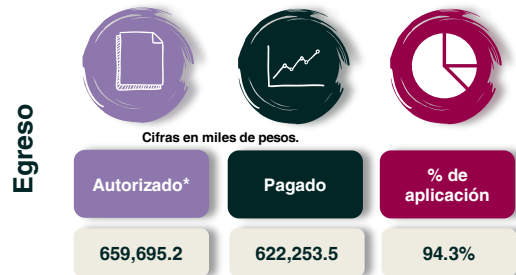 Egreso
Cifras en miles de pesos.
Autorizado*
Pagado
% de
aplicación
659,695.2
622,253.5
94.3%